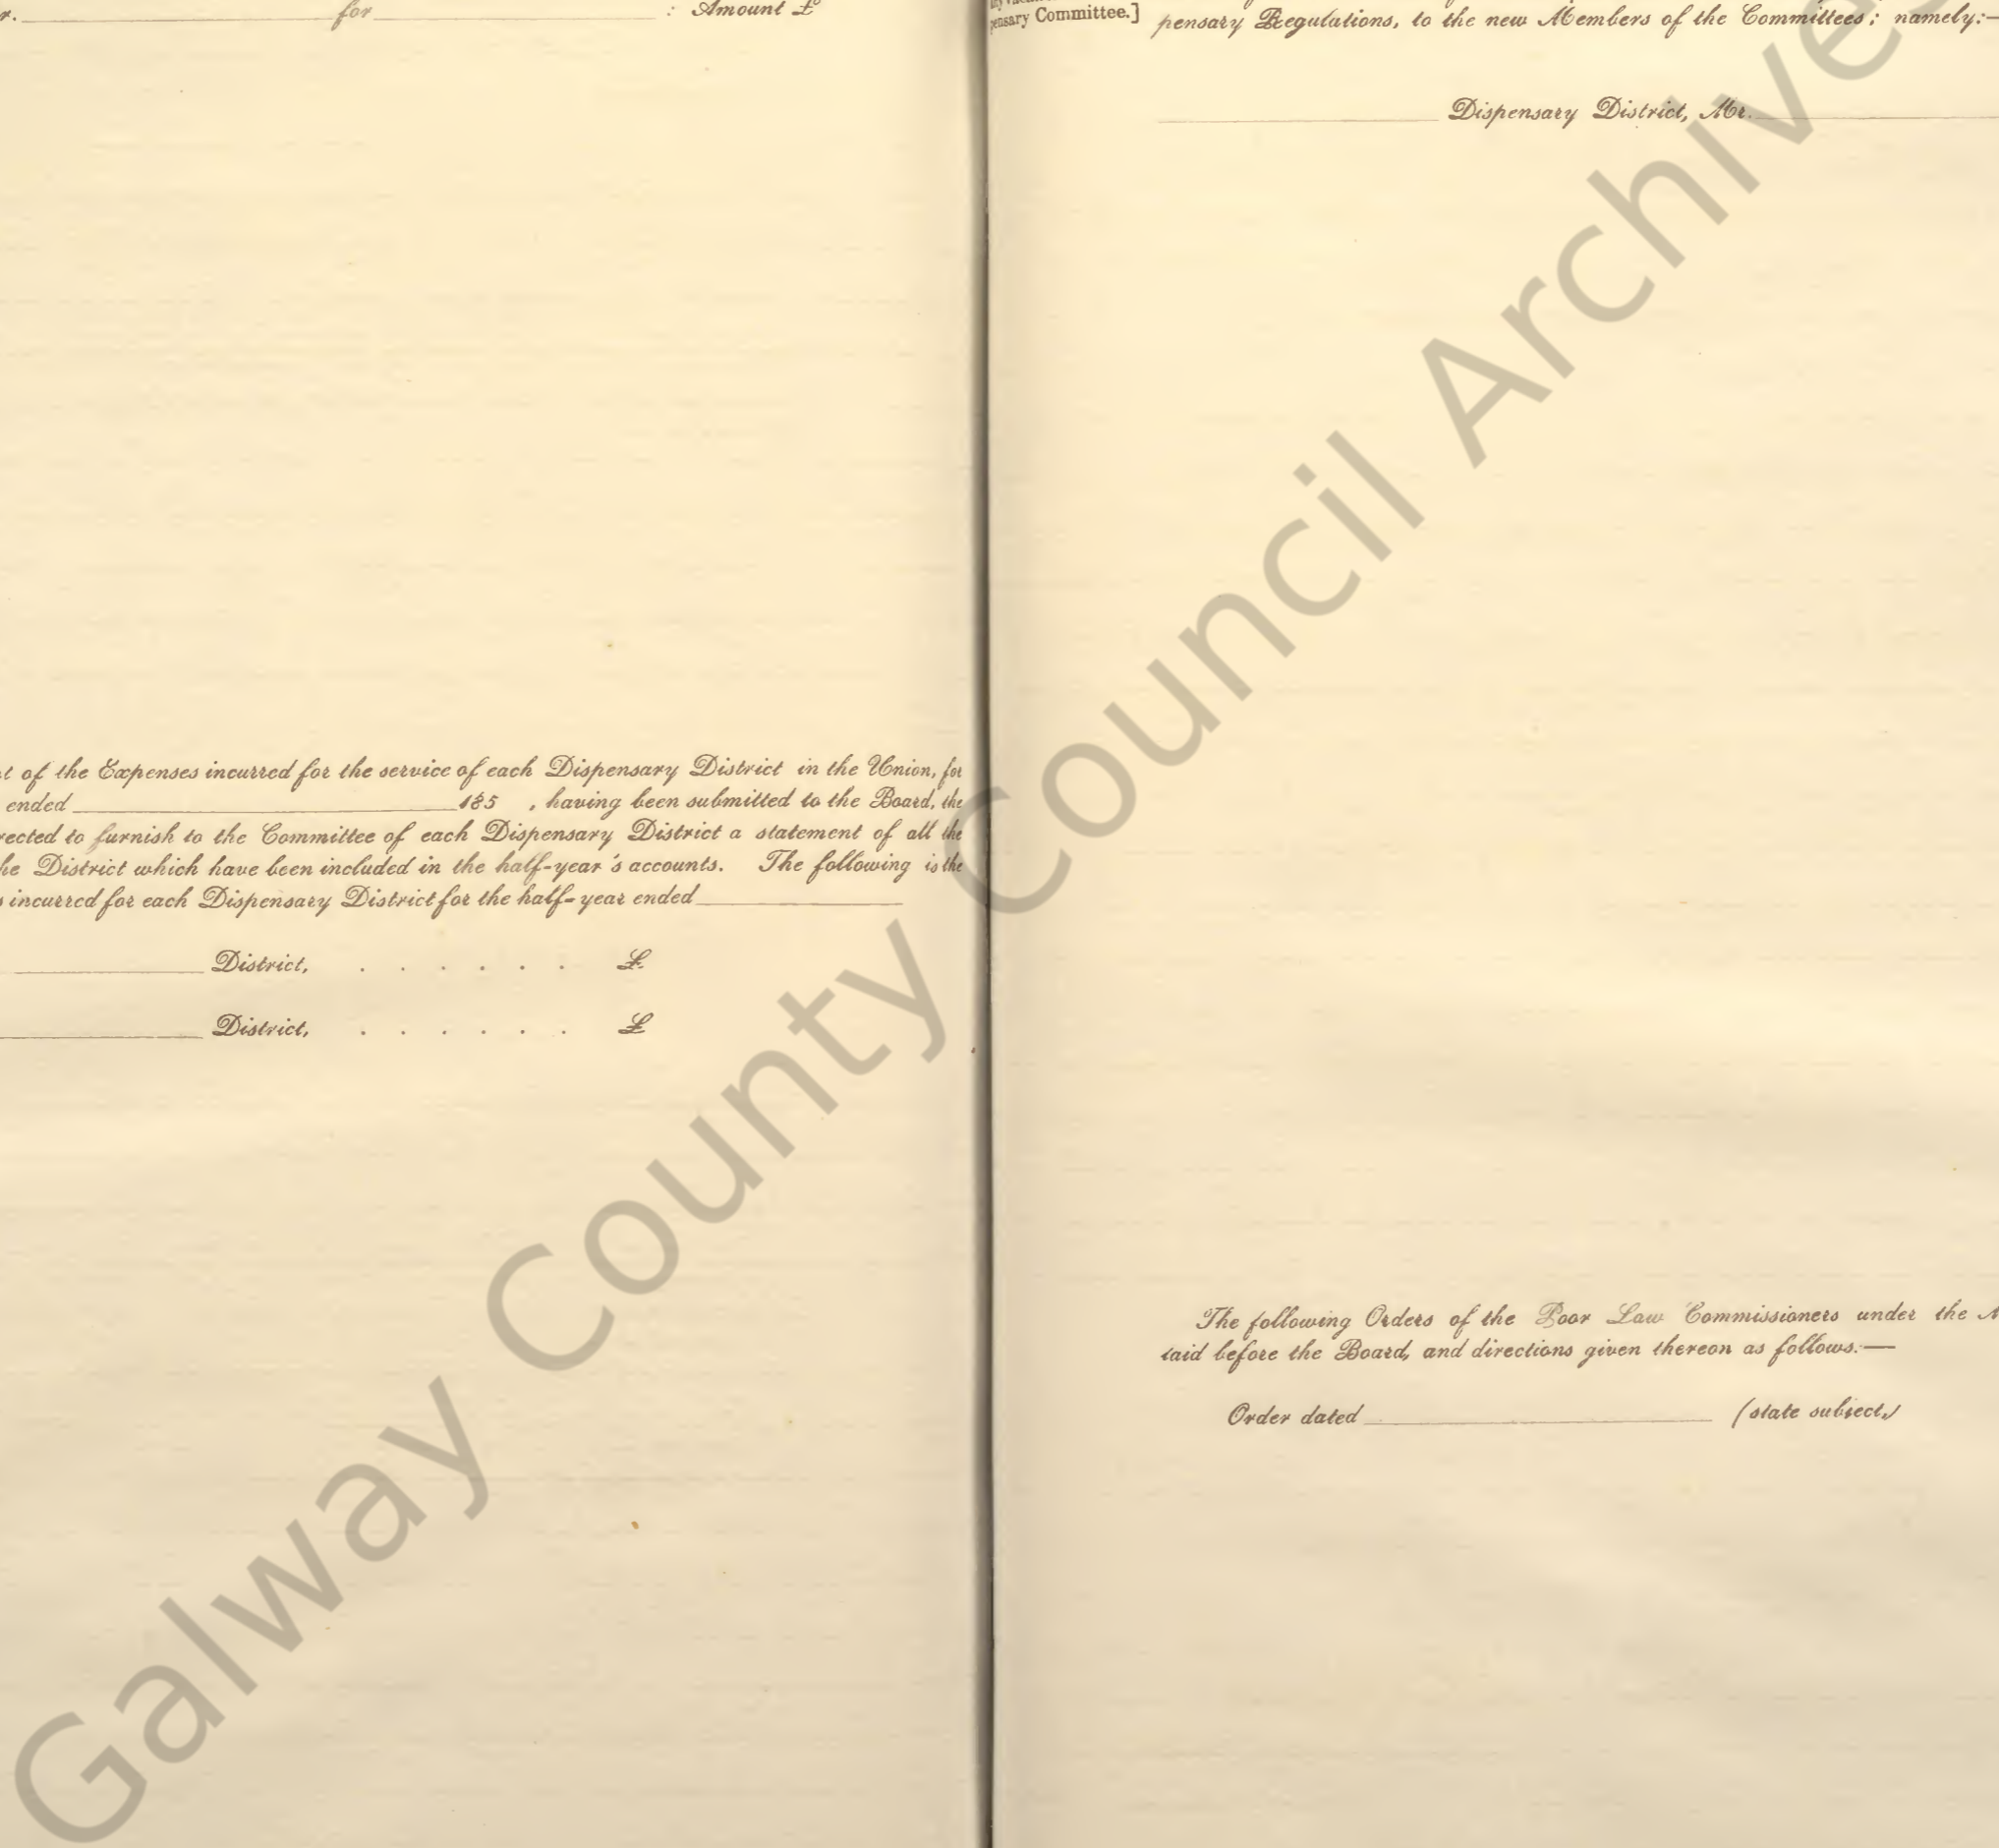 r. for : Amount £
t of the Expenses incurred for the service of each Dispensary District in the Union, for
ended 185 , having been submitted to the Board, the
rected to furnish to the Committee of each Dispensary District a statement of all the
he District which have been included in the half-year's accounts. The following is the
s incurred for each Dispensary District for the half-year ended
District, . . . . . . £
District, . . . . . . £
pensary Committee.]
pensary Regulations, to the new Members of the Committees; namely:—
Dispensary District, Mr.
The following Orders of the Poor Law Commissioners under the M
laid before the Board, and directions given thereon as follows:—
Order dated (state subject,)
Galway County Council Archives